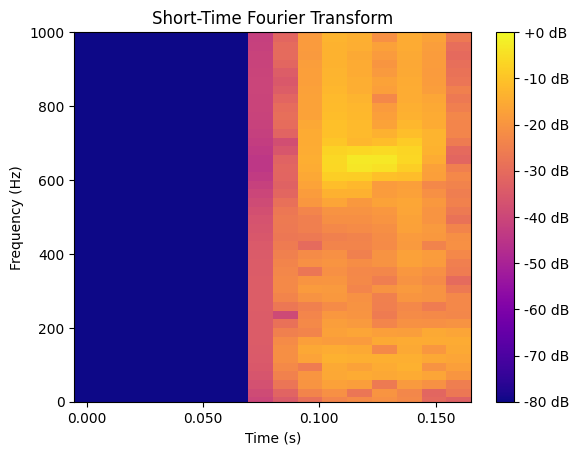 Short-Time Fourier Transform
1000
800
600
400
200
0
Frequency (Hz)
0.000
0.050
0.100
0.150
Time (s)
+0 dB
-10 dB
-20 dB
-30 dB
-40 dB
-50 dB
-60 dB
-70 dB
-80 dB